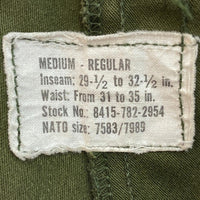 MEDIUM - REGULAR
Inseam: 29-1/2 to 32-1/2 in.
Waist: From 31 to 35 in.
Stock No.: 8415-782-2954
NATO size: 7583/7989